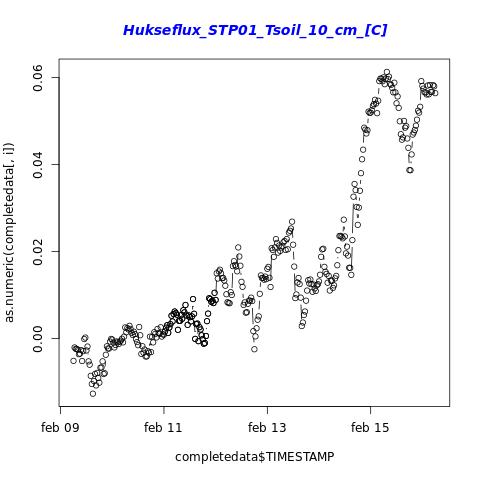 Hukseflux_STP01_Tsoil_10_cm_[C]
as.numeric(completedata[, i])
0.06
0.04
0.02
0.00
feb 09
feb 11
feb 13
feb 15
completedata$TIMESTAMP